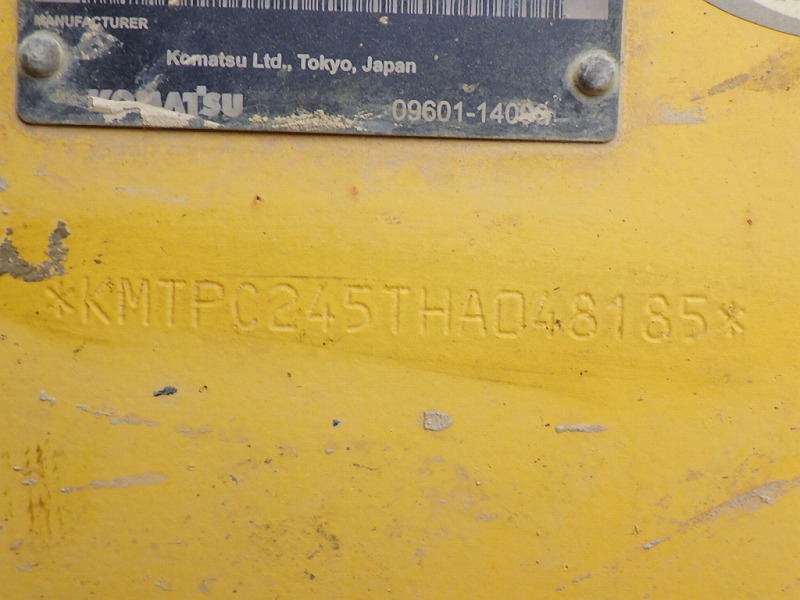 MANUFACTURER
Komatsu Ltd., Tokyo, Japan
KOMATSU
*KMTPC245THA048185*